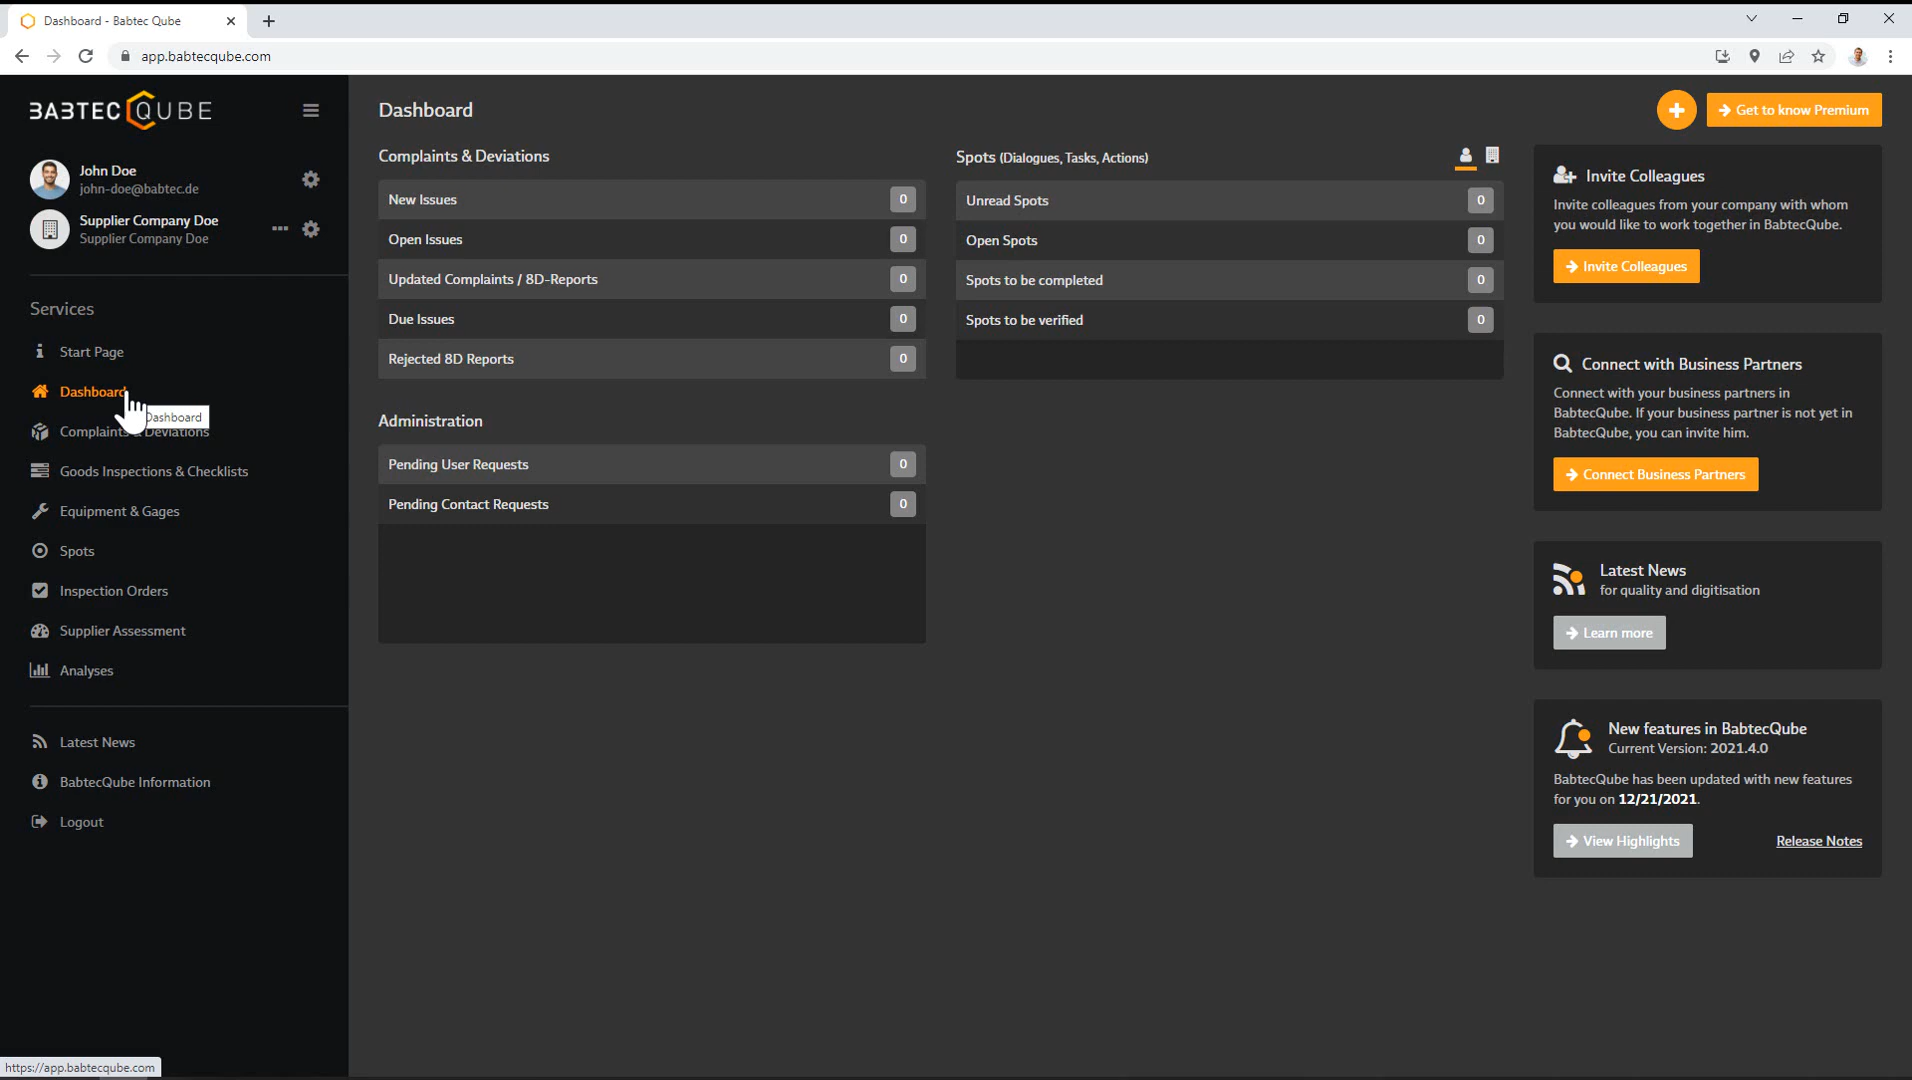 Dashboard - Babtec Qube
app.babtecqube.com
BABTEC QUBE
John Doe
john-doe@babtec.de
Supplier Company Doe
Supplier Company Doe
Services
Start Page
Dashboard
Dashboard
Complaints & Deviations
Goods Inspections & Checklists
Equipment & Gages
Spots
Inspection Orders
Supplier Assessment
Analyses
Latest News
BabtecQube Information
Logout
https://app.babtecqube.com
Dashboard
Get to know Premium
Complaints & Deviations
New Issues 0
Open Issues 0
Updated Complaints / 8D-Reports 0
Due Issues 0
Rejected 8D Reports 0
Administration
Pending User Requests 0
Pending Contact Requests 0
Spots (Dialogues, Tasks, Actions)
Unread Spots 0
Open Spots 0
Spots to be completed 0
Spots to be verified 0
Invite Colleagues
Invite colleagues from your company with whom
you would like to work together in BabtecQube.
Invite Colleagues
Connect with Business Partners
Connect with your business partners in
BabtecQube. If your business partner is not yet in
BabtecQube, you can invite him.
Connect Business Partners
Latest News
for quality and digitisation
Learn more
New features in BabtecQube
Current Version: 2021.4.0
BabtecQube has been updated with new features
for you on 12/21/2021.
View Highlights
Release Notes